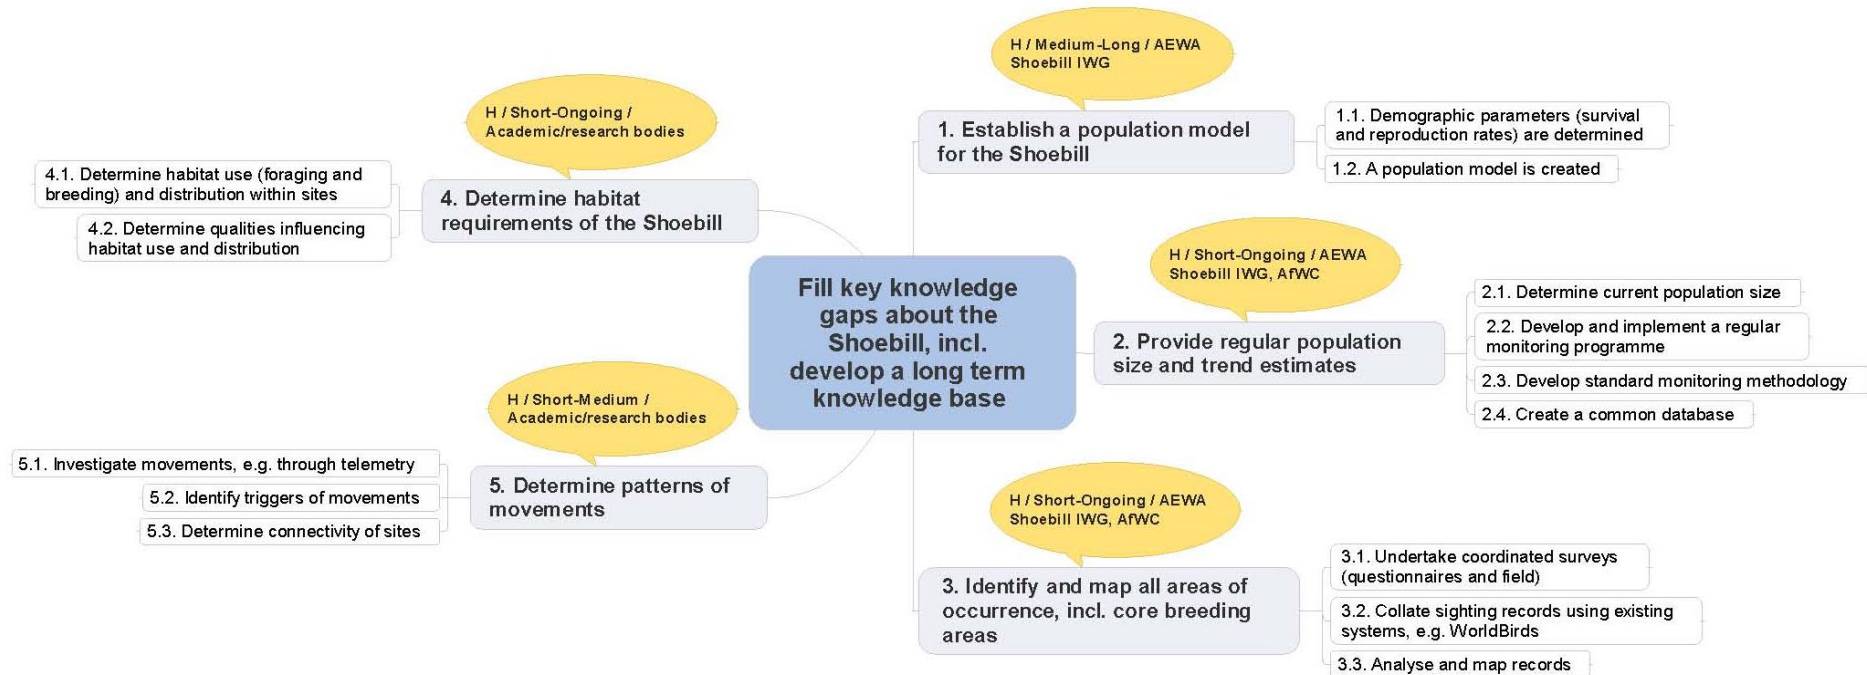 Fill key knowledge
gaps about the
Shoebill, incl.
develop a long term
knowledge base
H / Medium-Long / AEWA
Shoebill IWG
1. Establish a population model
for the Shoebill
1.1. Demographic parameters (survival
and reproduction rates) are determined
1.2. A population model is created
H / Short-Ongoing / AEWA
Shoebill IWG, AfWC
2. Provide regular population
size and trend estimates
2.1. Determine current population size
2.2. Develop and implement a regular
monitoring programme
2.3. Develop standard monitoring methodology
2.4. Create a common database
H / Short-Ongoing / AEWA
Shoebill IWG, AfWC
3. Identify and map all areas of
occurrence, incl. core breeding
areas
3.1. Undertake coordinated surveys
(questionnaires and field)
3.2. Collate sighting records using existing
systems, e.g. WorldBirds
3.3. Analyse and map records
H / Short-Ongoing /
Academic/research bodies
4. Determine habitat
requirements of the Shoebill
4.1. Determine habitat use (foraging and
breeding) and distribution within sites
4.2. Determine qualities influencing
habitat use and distribution
H / Short-Medium /
Academic/research bodies
5. Determine patterns of
movements
5.1. Investigate movements, e.g. through telemetry
5.2. Identify triggers of movements
5.3. Determine connectivity of sites